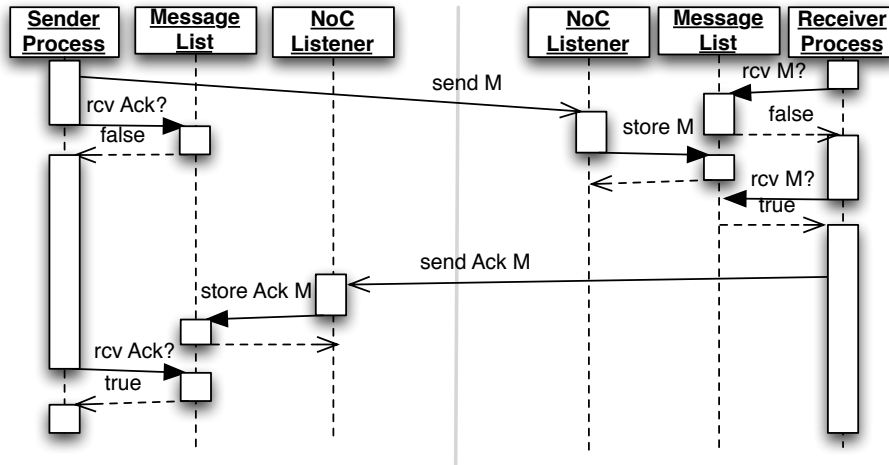 Sender
Process
Message
List
NoC
Listener
NoC
Listener
Message
List
Receiver
Process
send M
rcv M?
rcv Ack?
false
store M
false
rcv M?
true
send Ack M
store Ack M
rcv Ack?
true